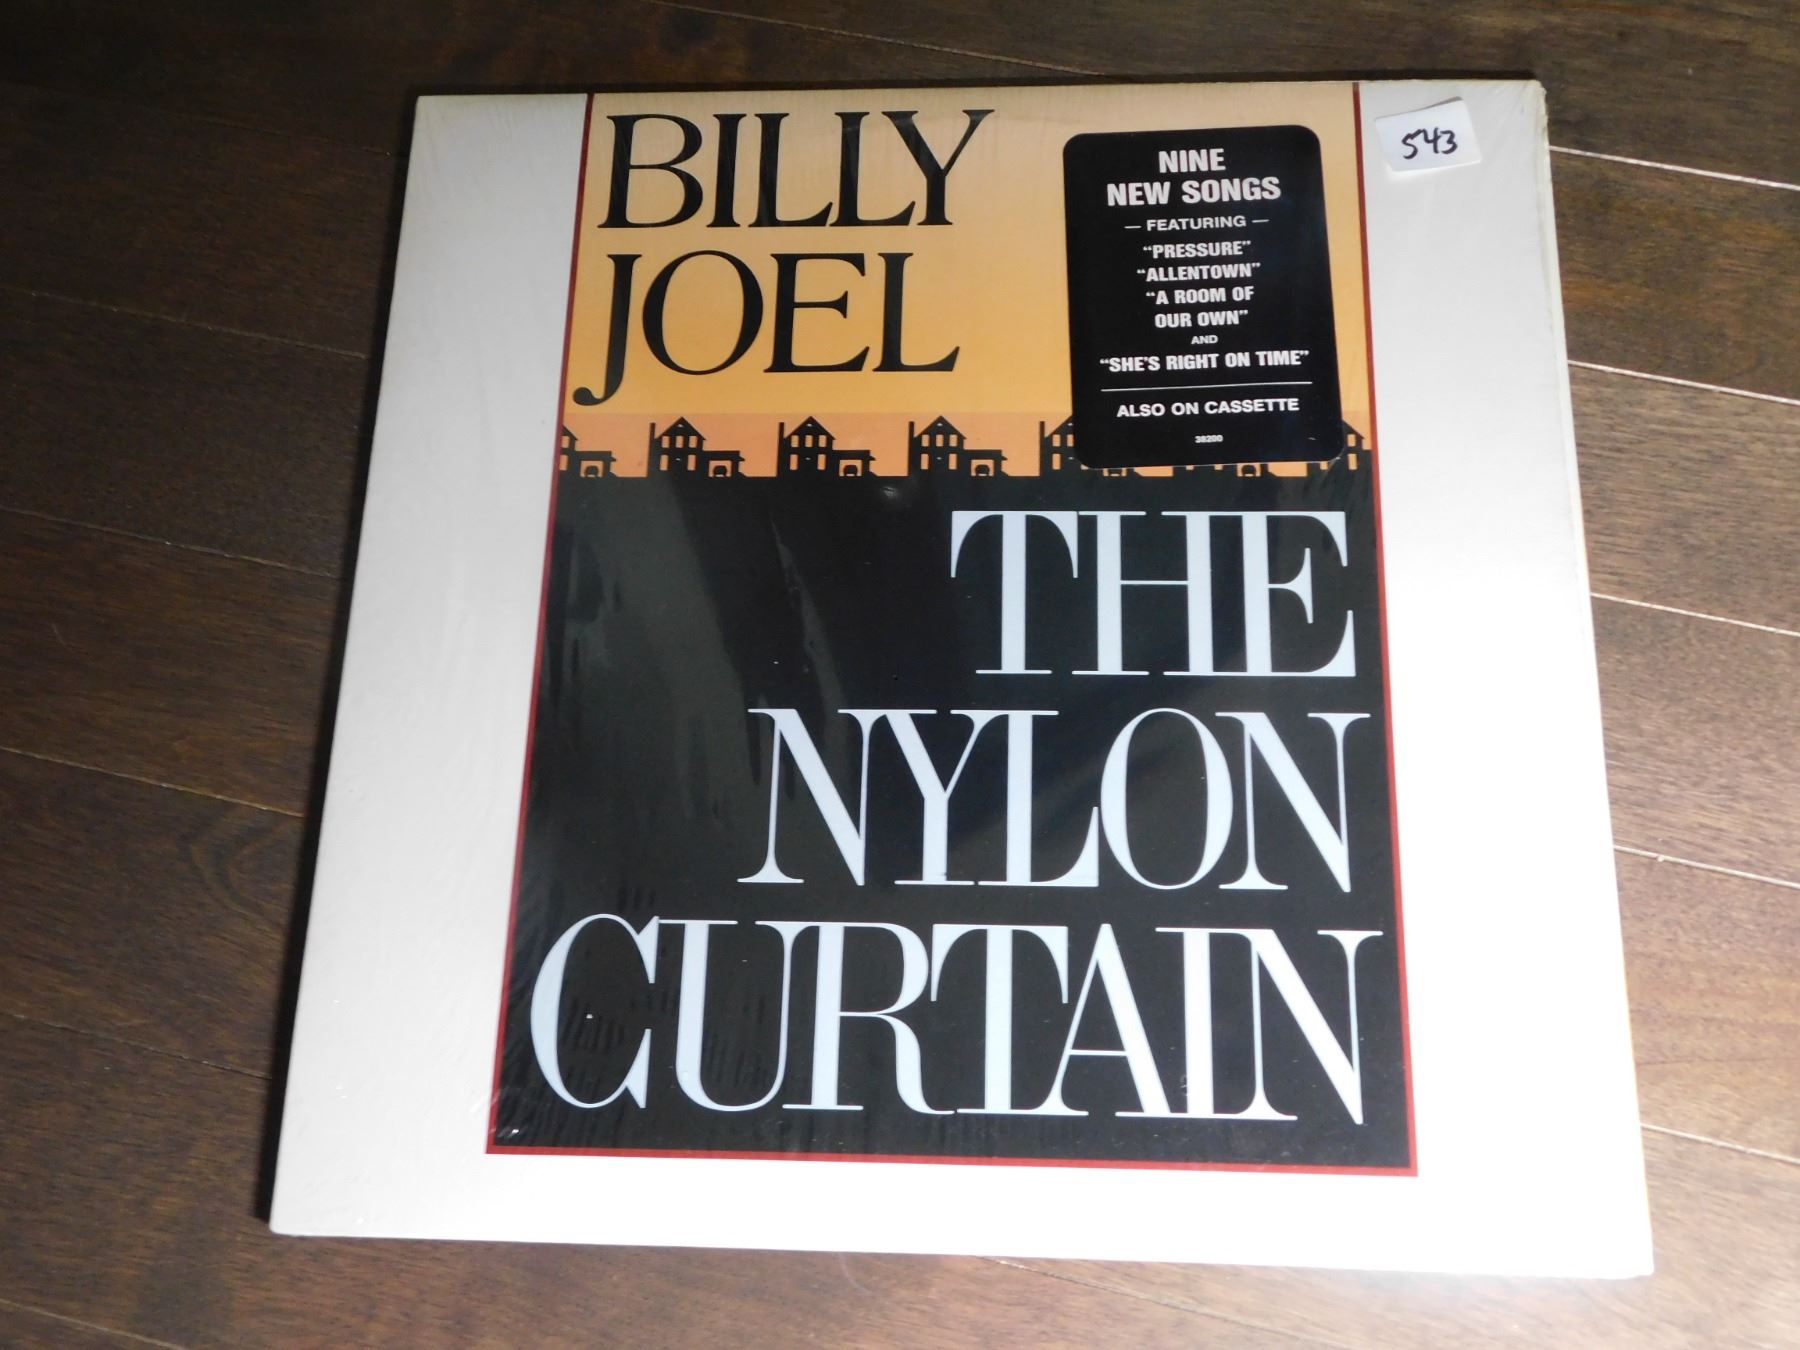 BILLY
JOEL
NINE
NEW SONGS
— FEATURING —
“PRESSURE”
“ALLENTOWN”
“A ROOM OF
OUR OWN”
AND
“SHE'S RIGHT ON TIME”
ALSO ON CASSETTE
38200
543
THE
NYLON
CURTAIN